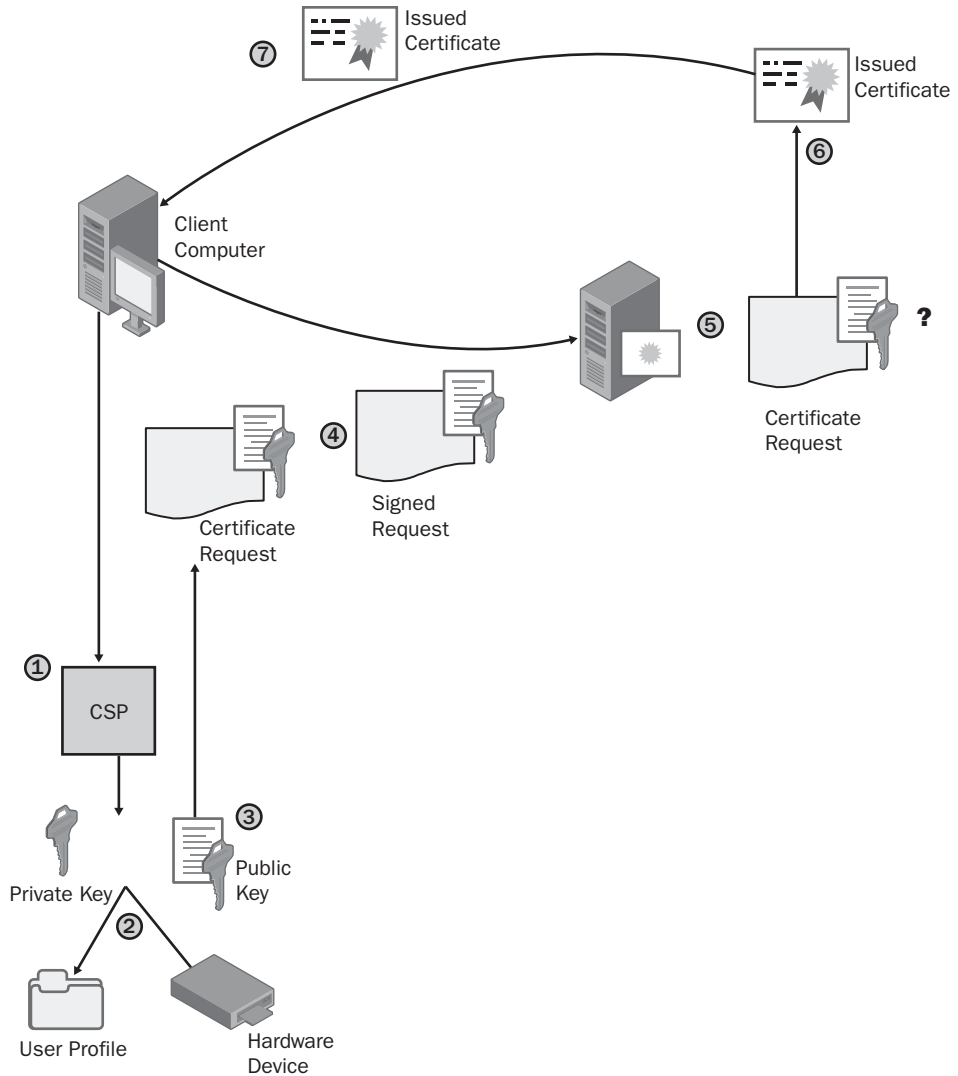 7
Issued
Certificate
Issued
Certificate
6
Client
Computer
5
?
Certificate
Request
4
Signed
Request
Certificate
Request
1
CSP
3
Public
Key
Private Key
2
User Profile
Hardware
Device